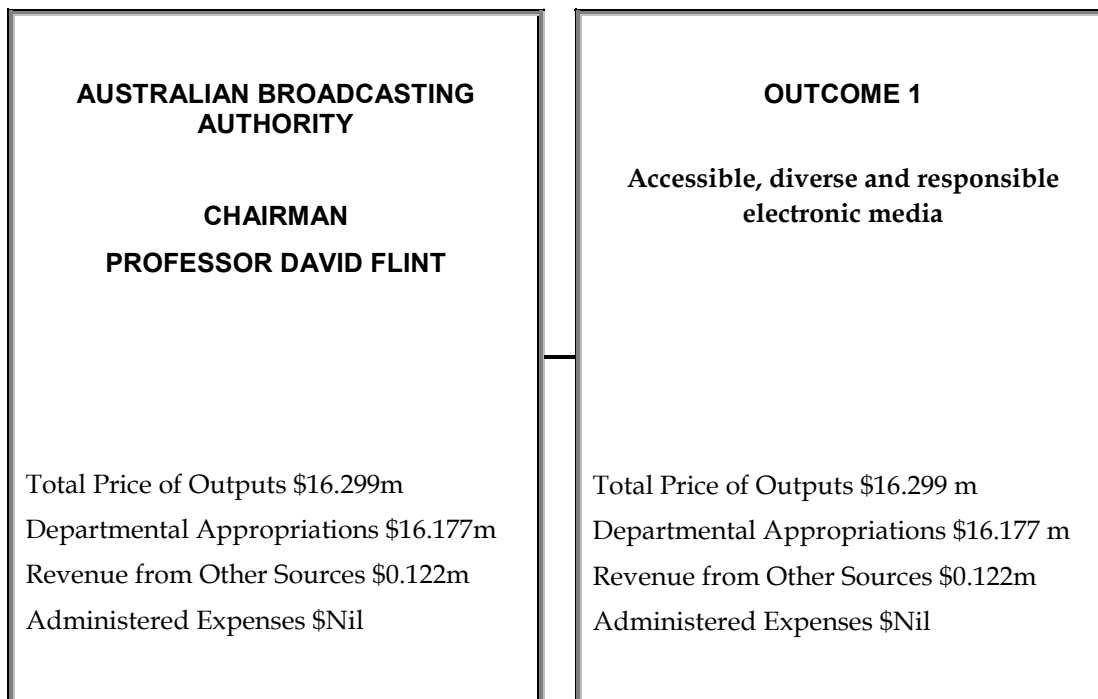 AUSTRALIAN BROADCASTING
AUTHORITY
CHAIRMAN
PROFESSOR DAVID FLINT
Total Price of Outputs $16.299m
Departmental Appropriations $16.177m
Revenue from Other Sources $0.122m
Administered Expenses $Nil
OUTCOME 1
Accessible, diverse and responsible
electronic media
Total Price of Outputs $16.299 m
Departmental Appropriations $16.177 m
Revenue from Other Sources $0.122m
Administered Expenses $Nil